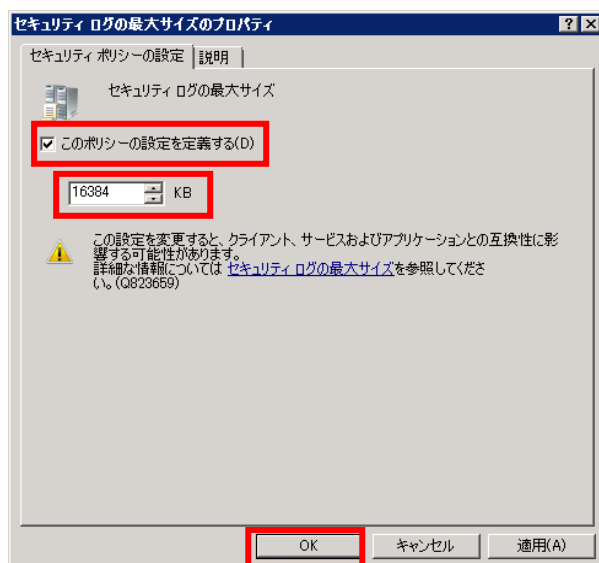 セキュリティ ログの最大サイズのプロパティ
セキュリティ ポリシーの設定 説明
セキュリティ ログの最大サイズ
このポリシーの設定を定義する(D)
16384 KB
この設定を変更すると、クライアント、サービスおよびアプリケーションとの互換性に影
響する可能性があります。
詳細な情報については セキュリティ ログの最大サイズを参照してくださ
い。(Q823659)
OK キャンセル 適用(A)